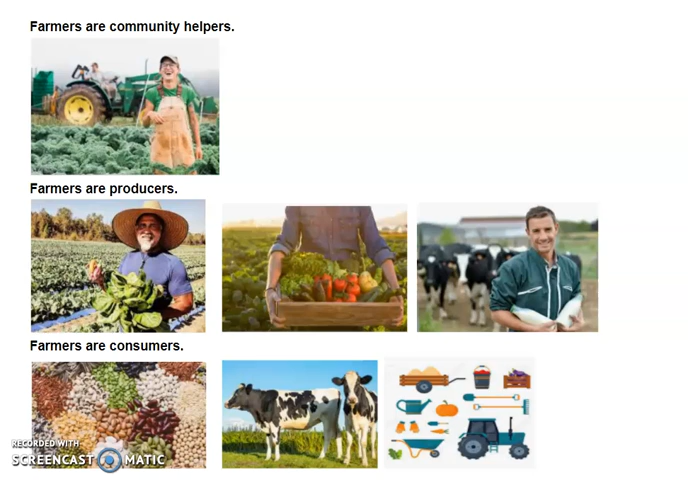 Farmers are community helpers.
Farmers are producers.
Farmers are consumers.
RECORDED WITH
SCREENCAST MATIC